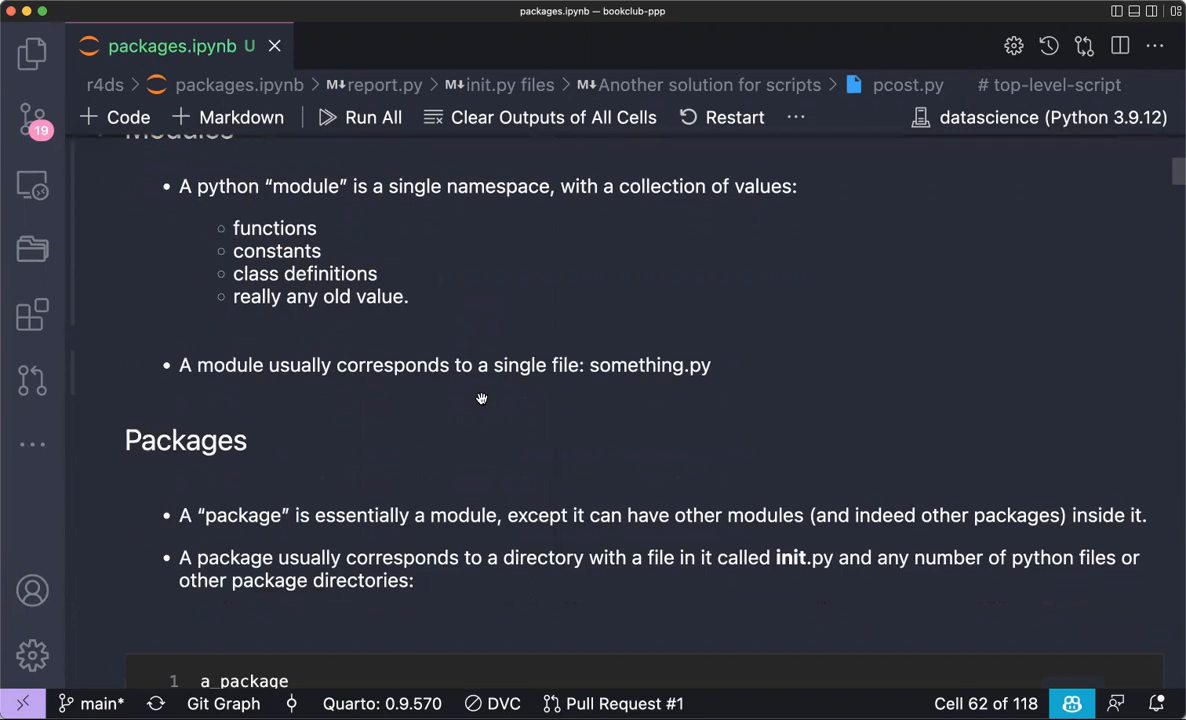 packages.ipynb — bookclub-ppp
packages.ipynb U
r4ds > packages.ipynb > M↓report.py > M↓init.py files > M↓Another solution for scripts > pcost.py # top-level-script
+ Code + Markdown | Run All Clear Outputs of All Cells Restart ··· datascience (Python 3.9.12)
19
Modules
• A python “module” is a single namespace, with a collection of values:
○ functions
○ constants
○ class definitions
○ really any old value.
• A module usually corresponds to a single file: something.py
Packages
• A “package” is essentially a module, except it can have other modules (and indeed other packages) inside it.
• A package usually corresponds to a directory with a file in it called init.py and any number of python files or
other package directories:
1 a_package
main* Git Graph Quarto: 0.9.570 DVC Pull Request #1 Cell 62 of 118